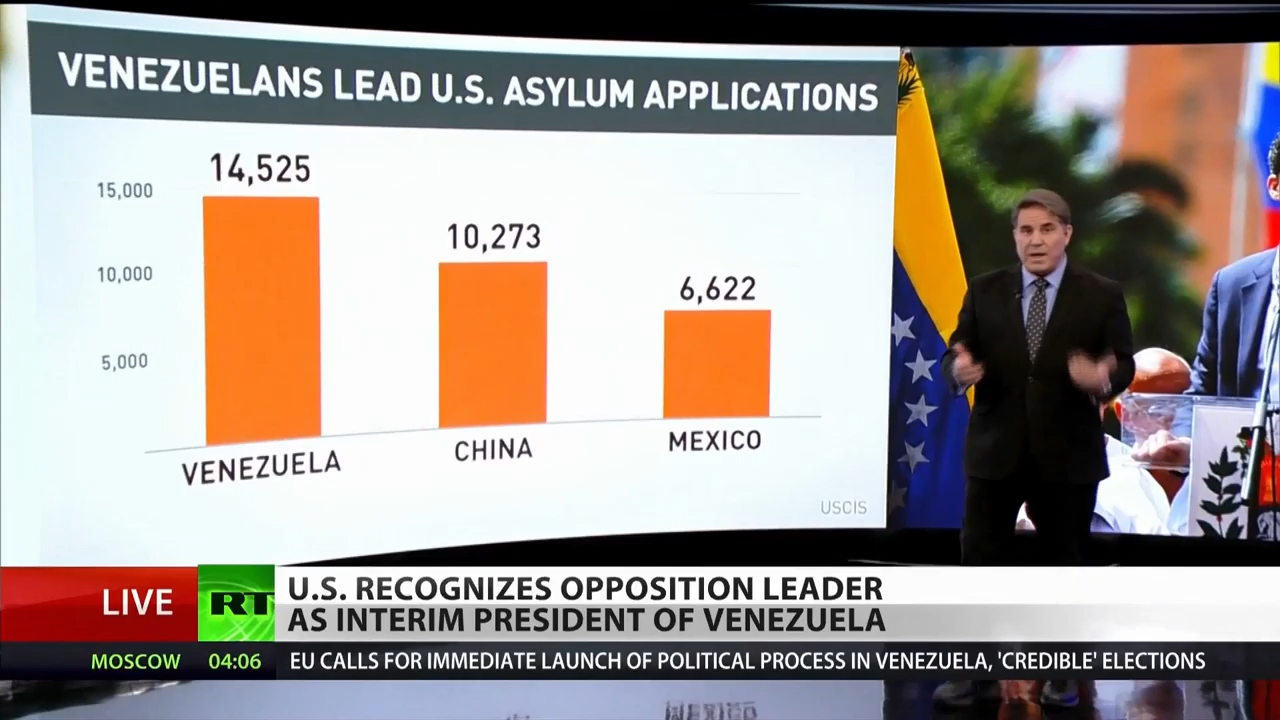 VENEZUELANS LEAD U.S. ASYLUM APPLICATIONS
14,525
15,000
10,273
10,000
6,622
5,000
VENEZUELA
CHINA
MEXICO
USCIS
LIVE
RT
U.S. RECOGNIZES OPPOSITION LEADER
AS INTERIM PRESIDENT OF VENEZUELA
MOSCOW 04:06 EU CALLS FOR IMMEDIATE LAUNCH OF POLITICAL PROCESS IN VENEZUELA, 'CREDIBLE' ELECTIONS
MEXICO